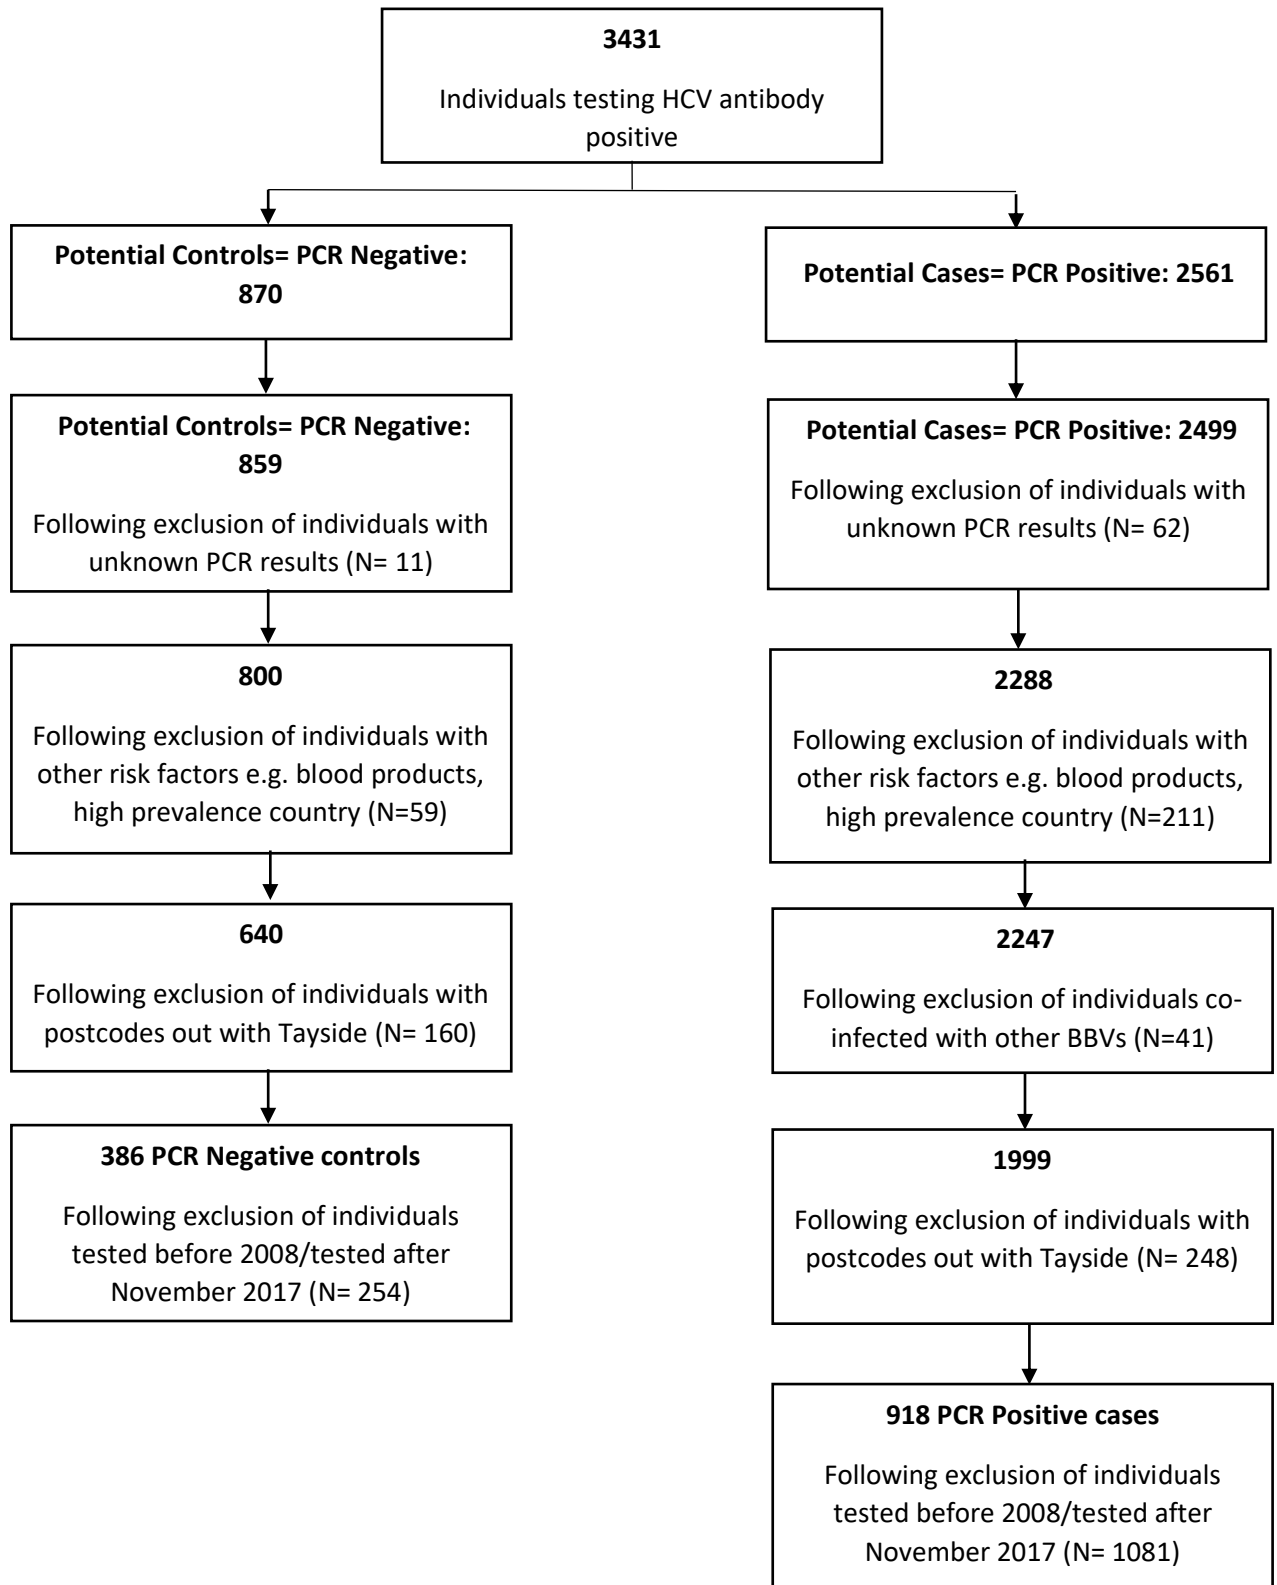 3431
Individuals testing HCV antibody
positive
Potential Controls= PCR Negative:
870
Potential Controls= PCR Negative:
859
Following exclusion of individuals with
unknown PCR results (N= 11)
800
Following exclusion of individuals with
other risk factors e.g. blood products,
high prevalence country (N=59)
640
Following exclusion of individuals with
postcodes out with Tayside (N= 160)
386 PCR Negative controls
Following exclusion of individuals
tested before 2008/tested after
November 2017 (N= 254)
Potential Cases= PCR Positive: 2561
Potential Cases= PCR Positive: 2499
Following exclusion of individuals with
unknown PCR results (N= 62)
2288
Following exclusion of individuals with
other risk factors e.g. blood products,
high prevalence country (N=211)
2247
Following exclusion of individuals co-
infected with other BBVs (N=41)
1999
Following exclusion of individuals with
postcodes out with Tayside (N= 248)
918 PCR Positive cases
Following exclusion of individuals
tested before 2008/tested after
November 2017 (N= 1081)